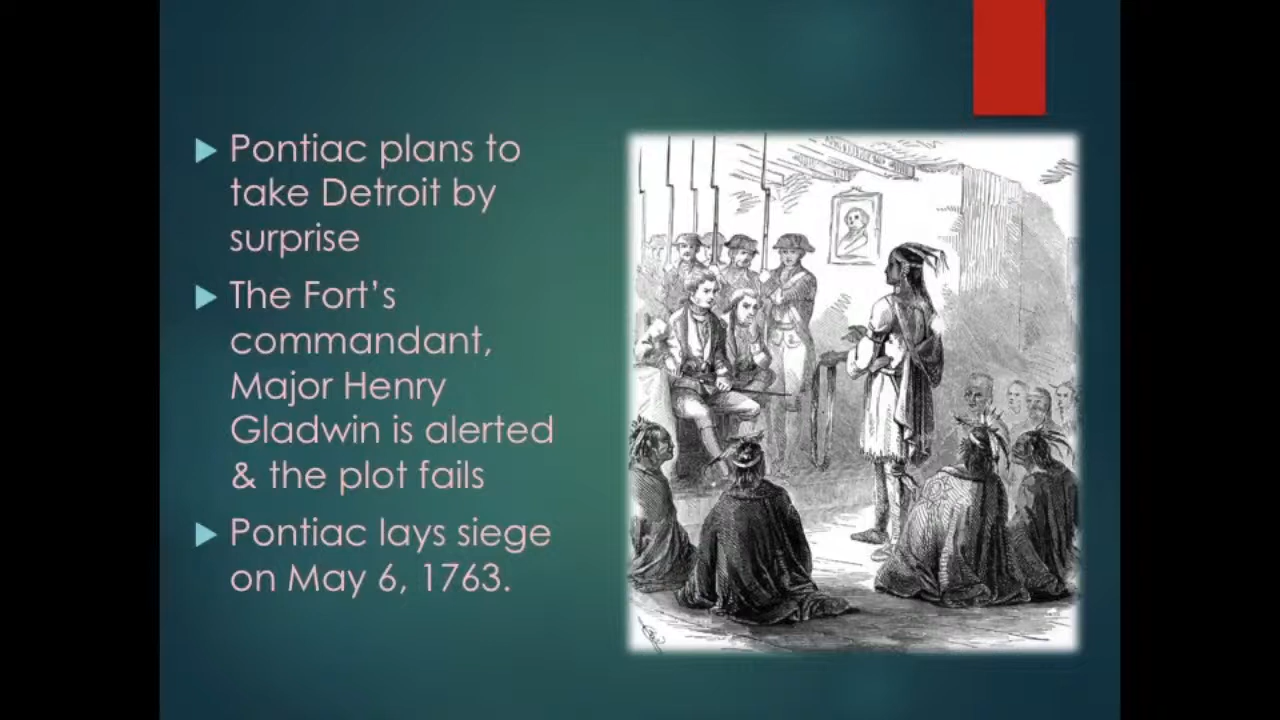 Pontiac plans to
take Detroit by
surprise
The Fort’s
commandant,
Major Henry
Gladwin is alerted
& the plot fails
Pontiac lays siege
on May 6, 1763.